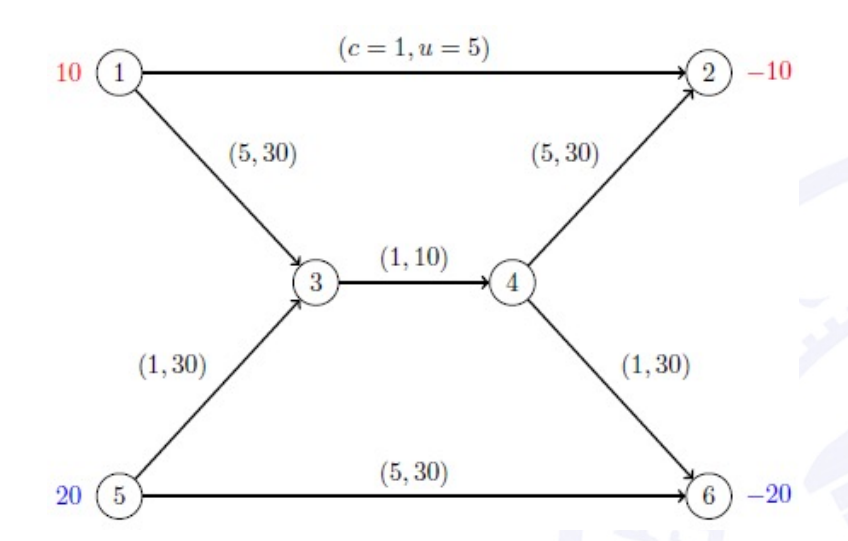 (c = 1, u = 5)
10 1 2 −10
(5, 30) (5, 30)
(1, 10)
3 4
(1, 30) (1, 30)
(5, 30)
20 5 6 −20